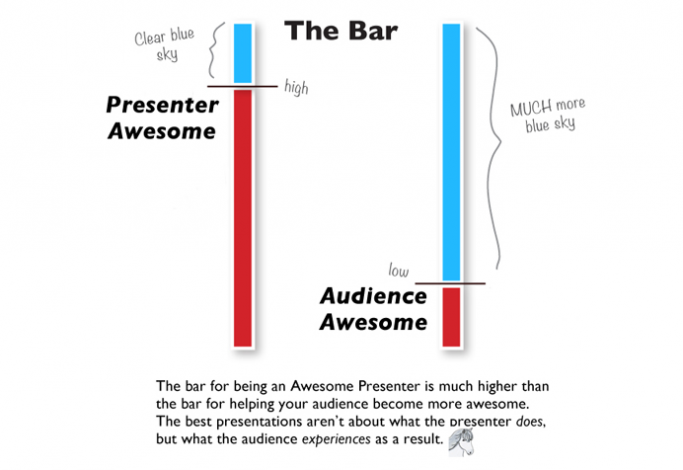 The Bar
Clear blue
sky
high
Presenter
Awesome
MUCH more
blue sky
low
Audience
Awesome
The bar for being an Awesome Presenter is much higher than
the bar for helping your audience become more awesome.
The best presentations aren't about what the presenter does,
but what the audience experiences as a result.